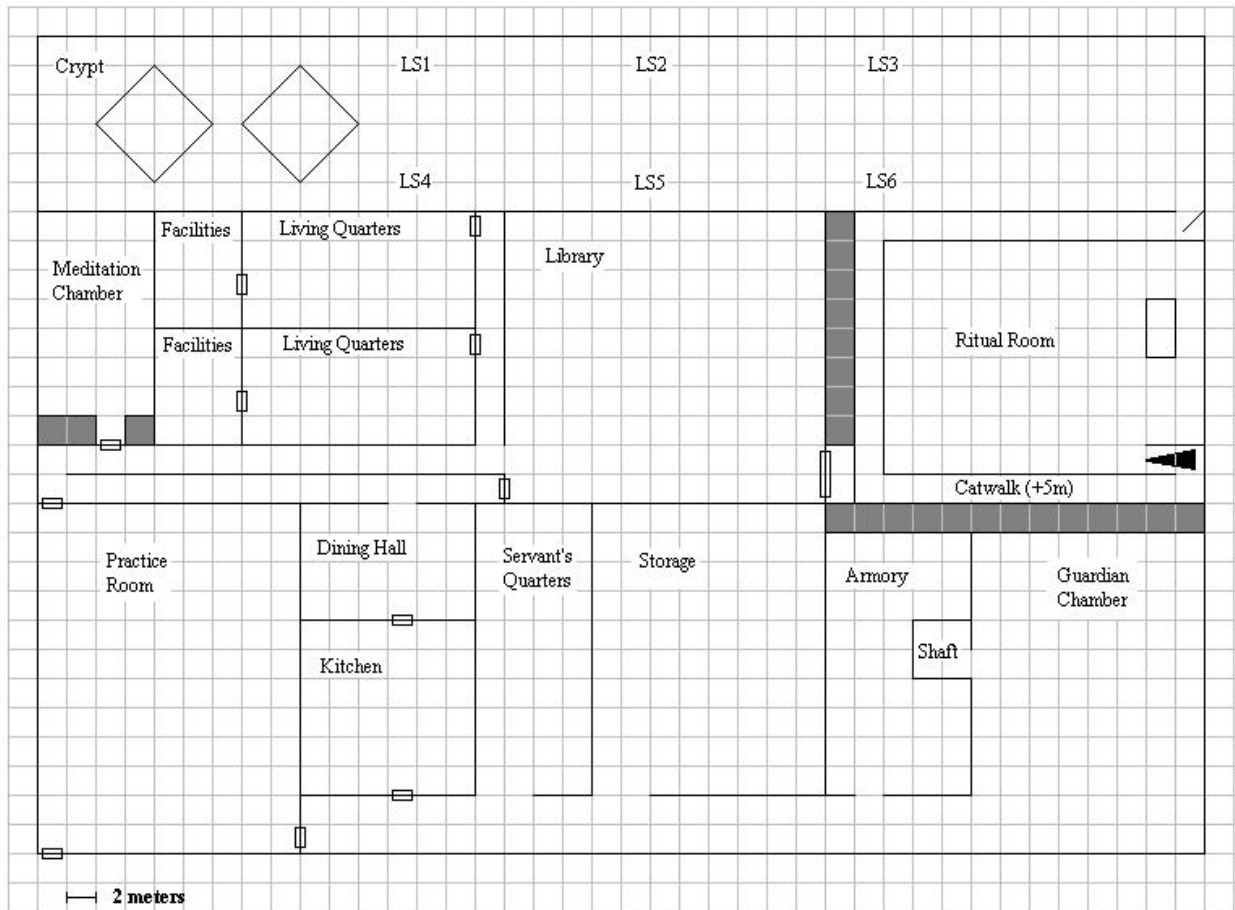 Crypt
LS1
LS2
LS3
LS4
LS5
LS6
Facilities
Living Quarters
Library
Meditation
Chamber
Facilities
Living Quarters
Ritual Room
Catwalk (+5m)
Practice
Room
Dining Hall
Servant's
Quarters
Storage
Armory
Guardian
Chamber
Kitchen
Shaft
2 meters